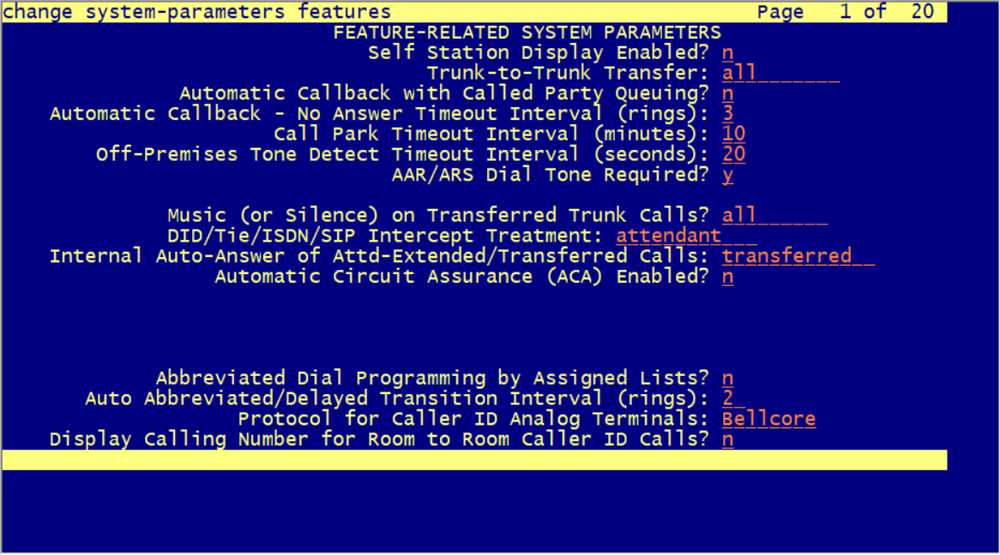 change system-parameters features Page 1 of 20
FEATURE-RELATED SYSTEM PARAMETERS
Self Station Display Enabled? n
Trunk-to-Trunk Transfer: all
Automatic Callback with Called Party Queuing? n
Automatic Callback - No Answer Timeout Interval (rings): 3
Call Park Timeout Interval (minutes): 10
Off-Premises Tone Detect Timeout Interval (seconds): 20
AAR/ARS Dial Tone Required? y
Music (or Silence) on Transferred Trunk Calls? all
DID/Tie/ISDN/SIP Intercept Treatment: attendant
Internal Auto-Answer of Attd-Extended/Transferred Calls: transferred
Automatic Circuit Assurance (ACA) Enabled? n
Abbreviated Dial Programming by Assigned Lists? n
Auto Abbreviated/Delayed Transition Interval (rings): 2
Protocol for Caller ID Analog Terminals: Bellcore
Display Calling Number for Room to Room Caller ID Calls? n